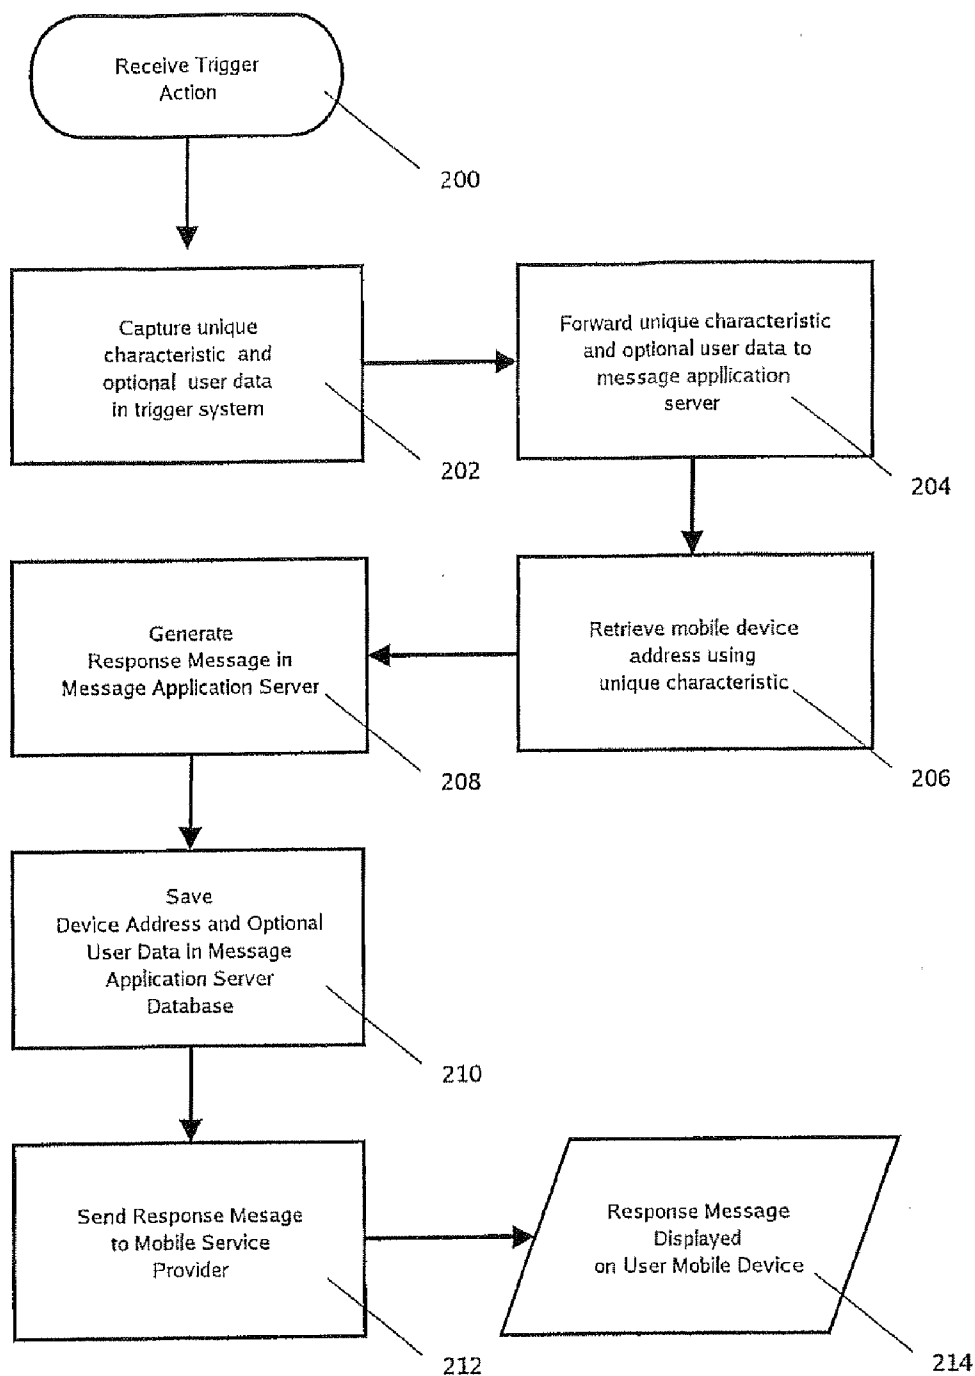 Receive Trigger
Action
200
Capture unique
characteristic and
optional user data
in trigger system
202
Forward unique characteristic
and optional user data to
message appllication
server
204
Retrieve mobile device
address using
unique characteristic
206
Generate
Response Message in
Message Application Server
208
Save
Device Address and Optional
User Data in Message
Application Server
Database
210
Send Response Mesage
to Mobile Service
Provider
212
Response Message
Displayed
on User Mobile Device
214